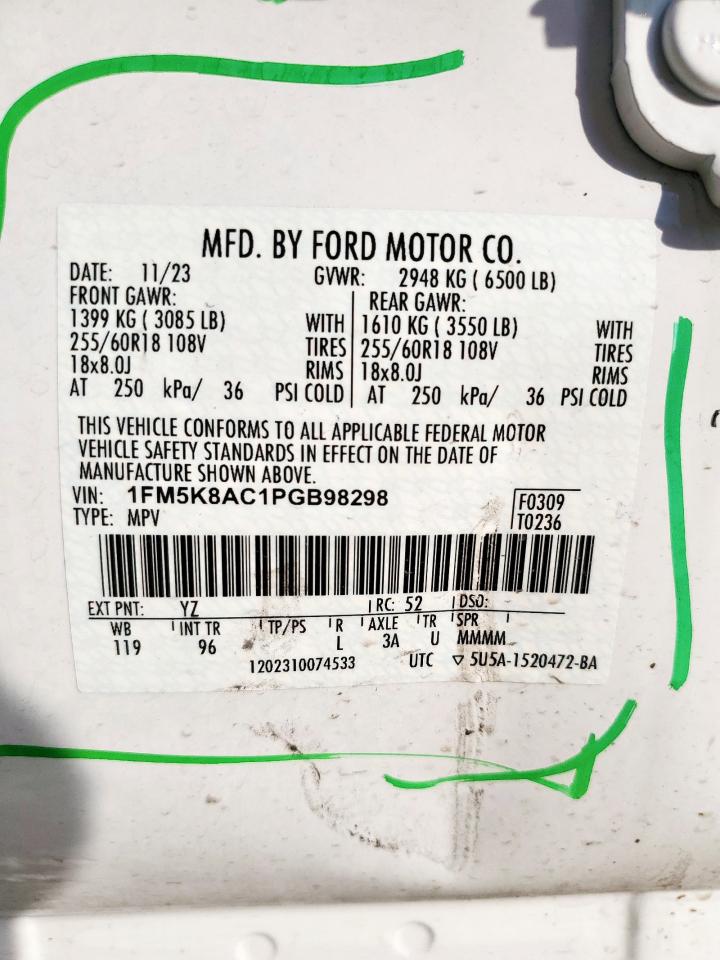 MFD. BY FORD MOTOR CO.
DATE: 11/23 GVWR: 2948 KG ( 6500 LB)
FRONT GAWR: REAR GAWR:
1399 KG ( 3085 LB) WITH 1610 KG ( 3550 LB) WITH
255/60R18 108V TIRES 255/60R18 108V TIRES
18x8.0J RIMS 18x8.0J RIMS
AT 250 kPa/ 36 PSI COLD AT 250 kPa/ 36 PSI COLD
THIS VEHICLE CONFORMS TO ALL APPLICABLE FEDERAL MOTOR
VEHICLE SAFETY STANDARDS IN EFFECT ON THE DATE OF
MANUFACTURE SHOWN ABOVE.
VIN: 1FM5K8AC1PGB98298 F0309
TYPE: MPV T0236
EXT PNT: YZ RC: 52 DSO:
WB INT TR TP/PS R AXLE TR SPR
119 96 L 3A U MMMM
1202310074533 UTC ▽ 5U5A-1520472-BA